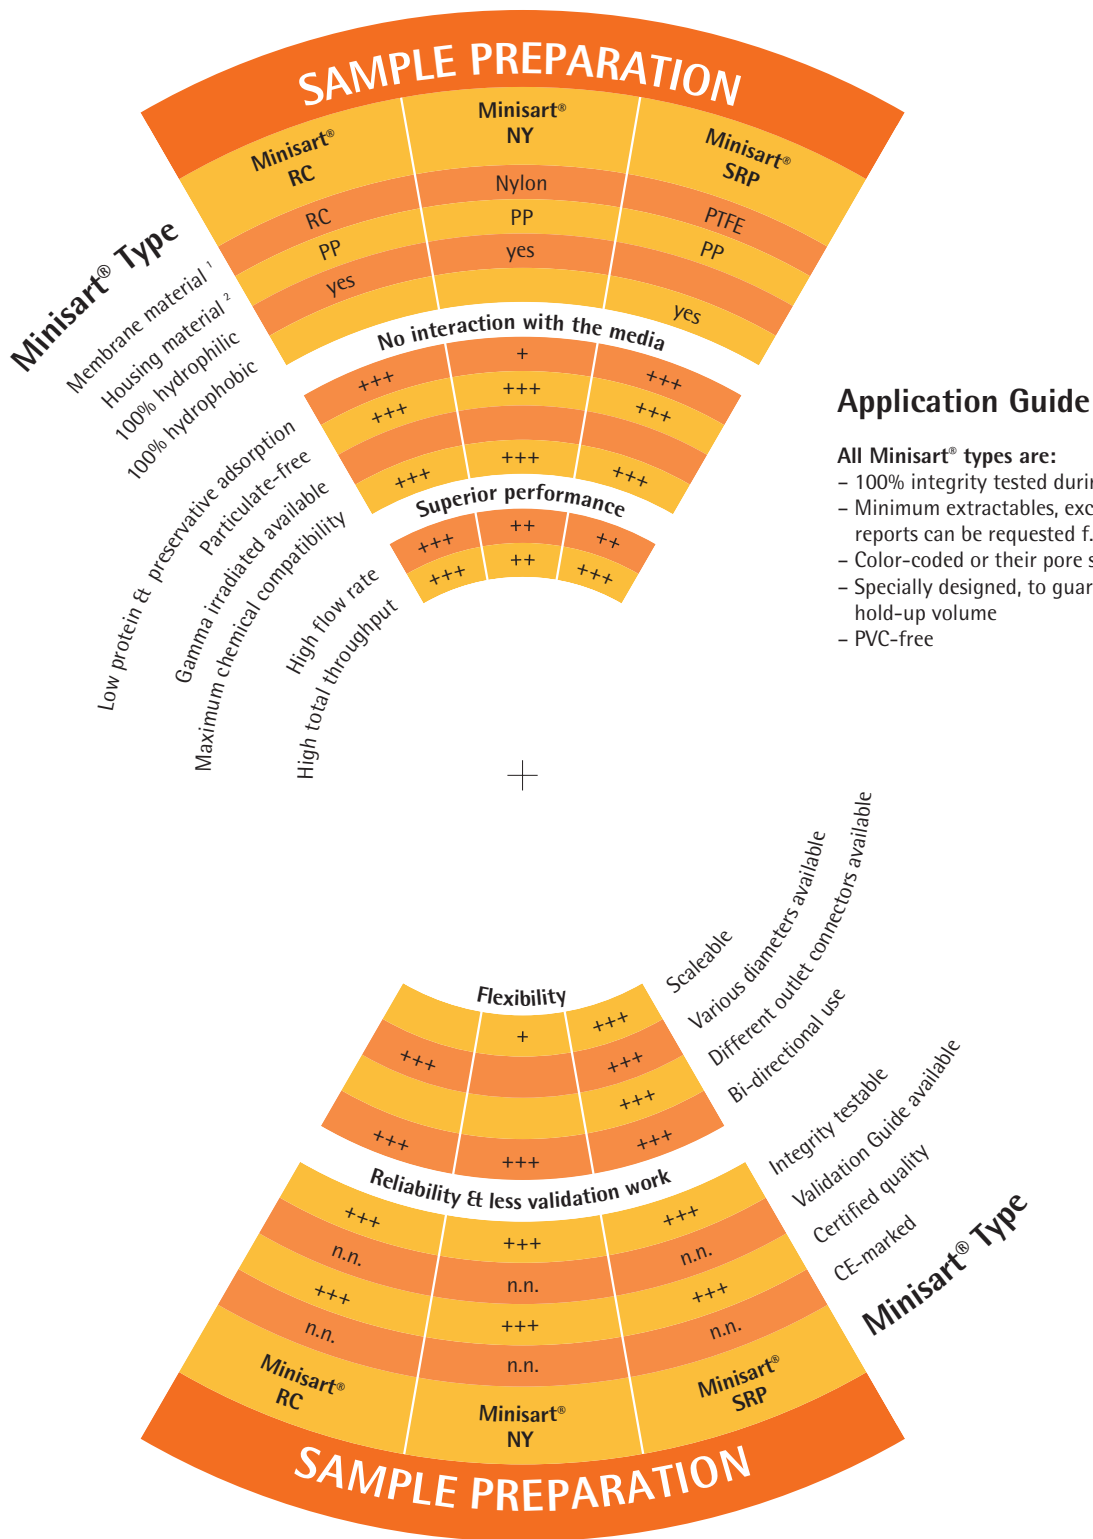 SAMPLE PREPARATION
Minisart® RC
Minisart® NY
Minisart® SRP
Minisart® Type
Membrane material ¹
RC
Nylon
PTFE
Housing material ²
PP
PP
PP
100% hydrophilic
yes
yes
100% hydrophobic
yes
No interaction with the media
Low protein & preservative adsorption
+++
+
+++
Particulate-free
+++
+++
+++
Gamma irradiated available
Maximum chemical compatibility
+++
+++
+++
Superior performance
High flow rate
+++
++
++
High total throughput
+++
++
+++
Application Guide
All Minisart® types are:
– 100% integrity tested durin
– Minimum extractables, exc
reports can be requested f.
– Color-coded or their pore s
– Specially designed, to guar
hold-up volume
– PVC-free
Flexibility
+
+++
Scaleable
+++
+++
Various diameters available
+++
Different outlet connectors available
+++
+++
+++
Bi-directional use
Reliability & less validation work
+++
+++
+++
Integrity testable
n.n.
n.n.
n.n.
Validation Guide available
+++
+++
+++
Certified quality
n.n.
n.n.
n.n.
CE-marked
Minisart® RC
Minisart® NY
Minisart® SRP
Minisart® Type
SAMPLE PREPARATION